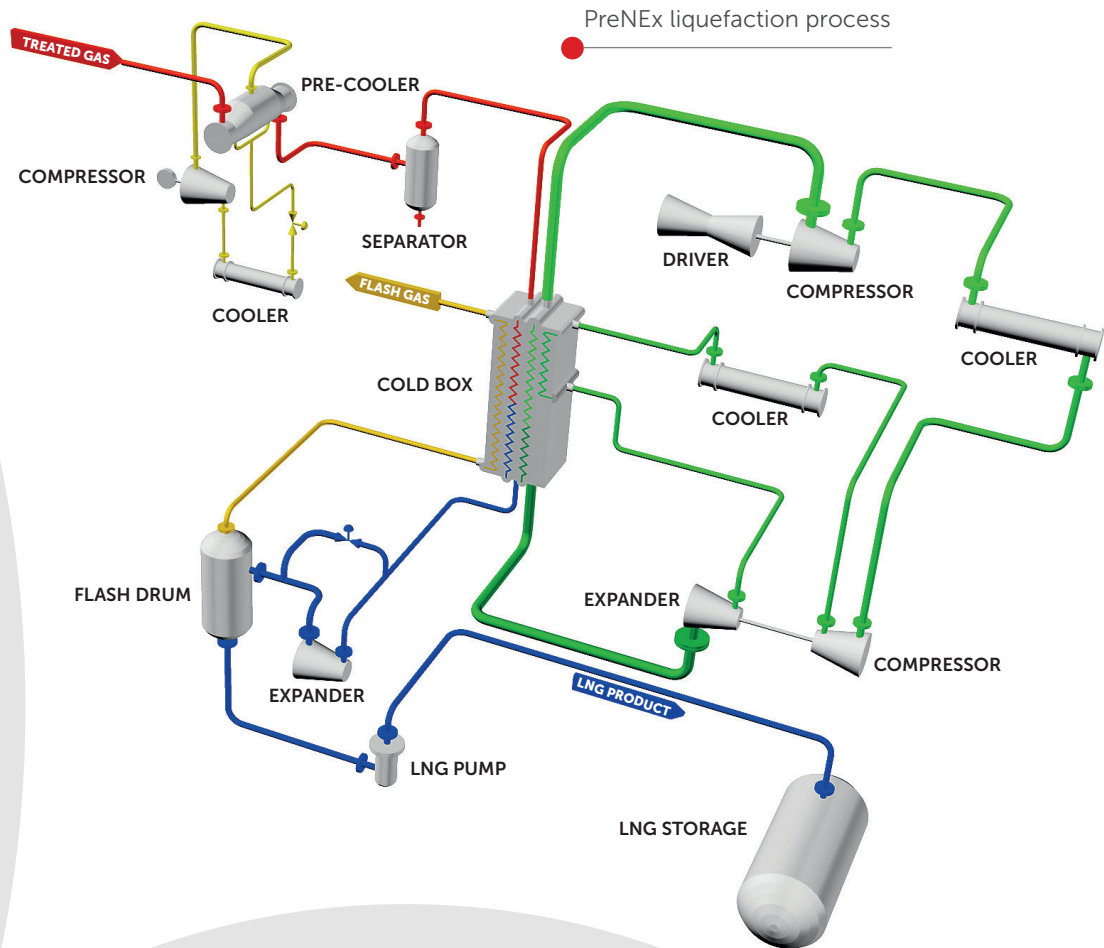 PreNEx liquefaction process
TREATED GAS
PRE-COOLER
COMPRESSOR
SEPARATOR
DRIVER
COMPRESSOR
FLASH GAS
COOLER
COOLER
COLD BOX
COOLER
FLASH DRUM
EXPANDER
COMPRESSOR
EXPANDER
LNG PRODUCT
LNG PUMP
LNG STORAGE